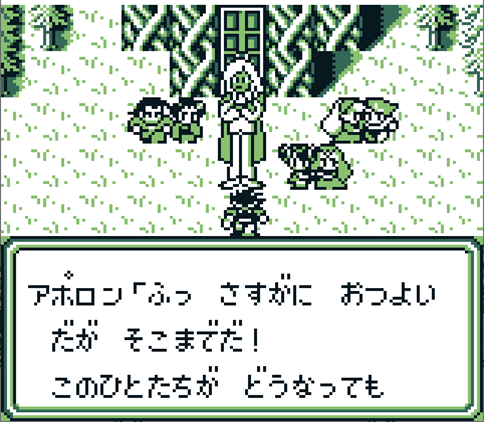 アポロン「ふっ　さすがに　おつよい
だが　そこまでだ！
このひとたちが　どうなっても